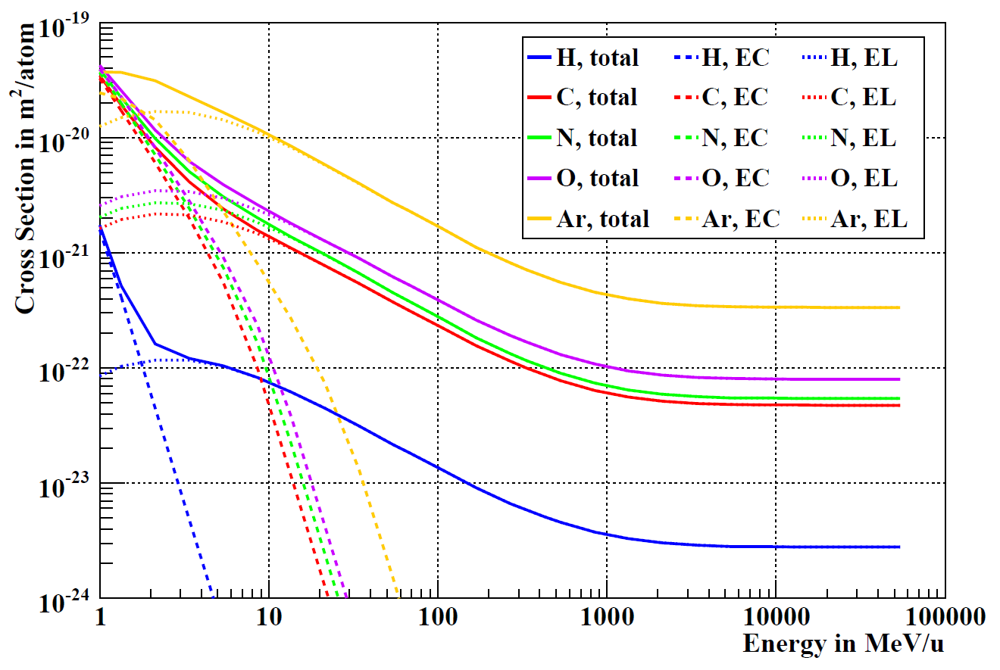 Cross Section in m²/atom
10⁻¹⁹
10⁻²⁰
10⁻²¹
10⁻²²
10⁻²³
10⁻²⁴
H, total H, EC H, EL
C, total C, EC C, EL
N, total N, EC N, EL
O, total O, EC O, EL
Ar, total Ar, EC Ar, EL
1 10 100 1000 10000 100000
Energy in MeV/u